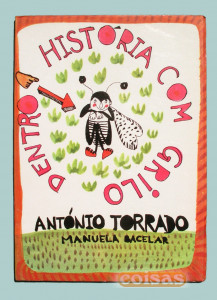 HISTÓRIA COM GRILO DENTRO
ANTÓNIO TORRADO
MANUELA BACELAR
coisas